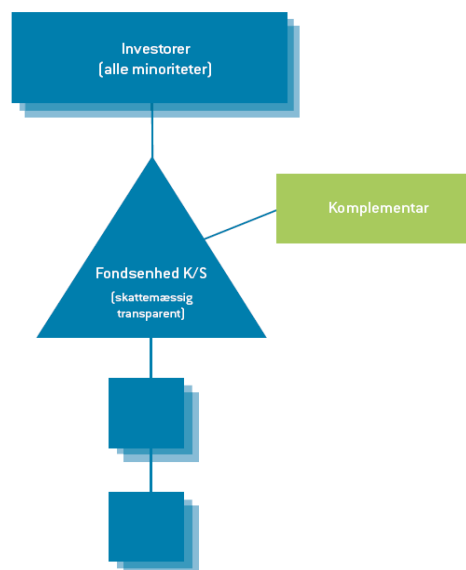 Investorer
(alle minoriteter)
Komplementar
Fondsenhed K/S
(skattemæssig
transparent)